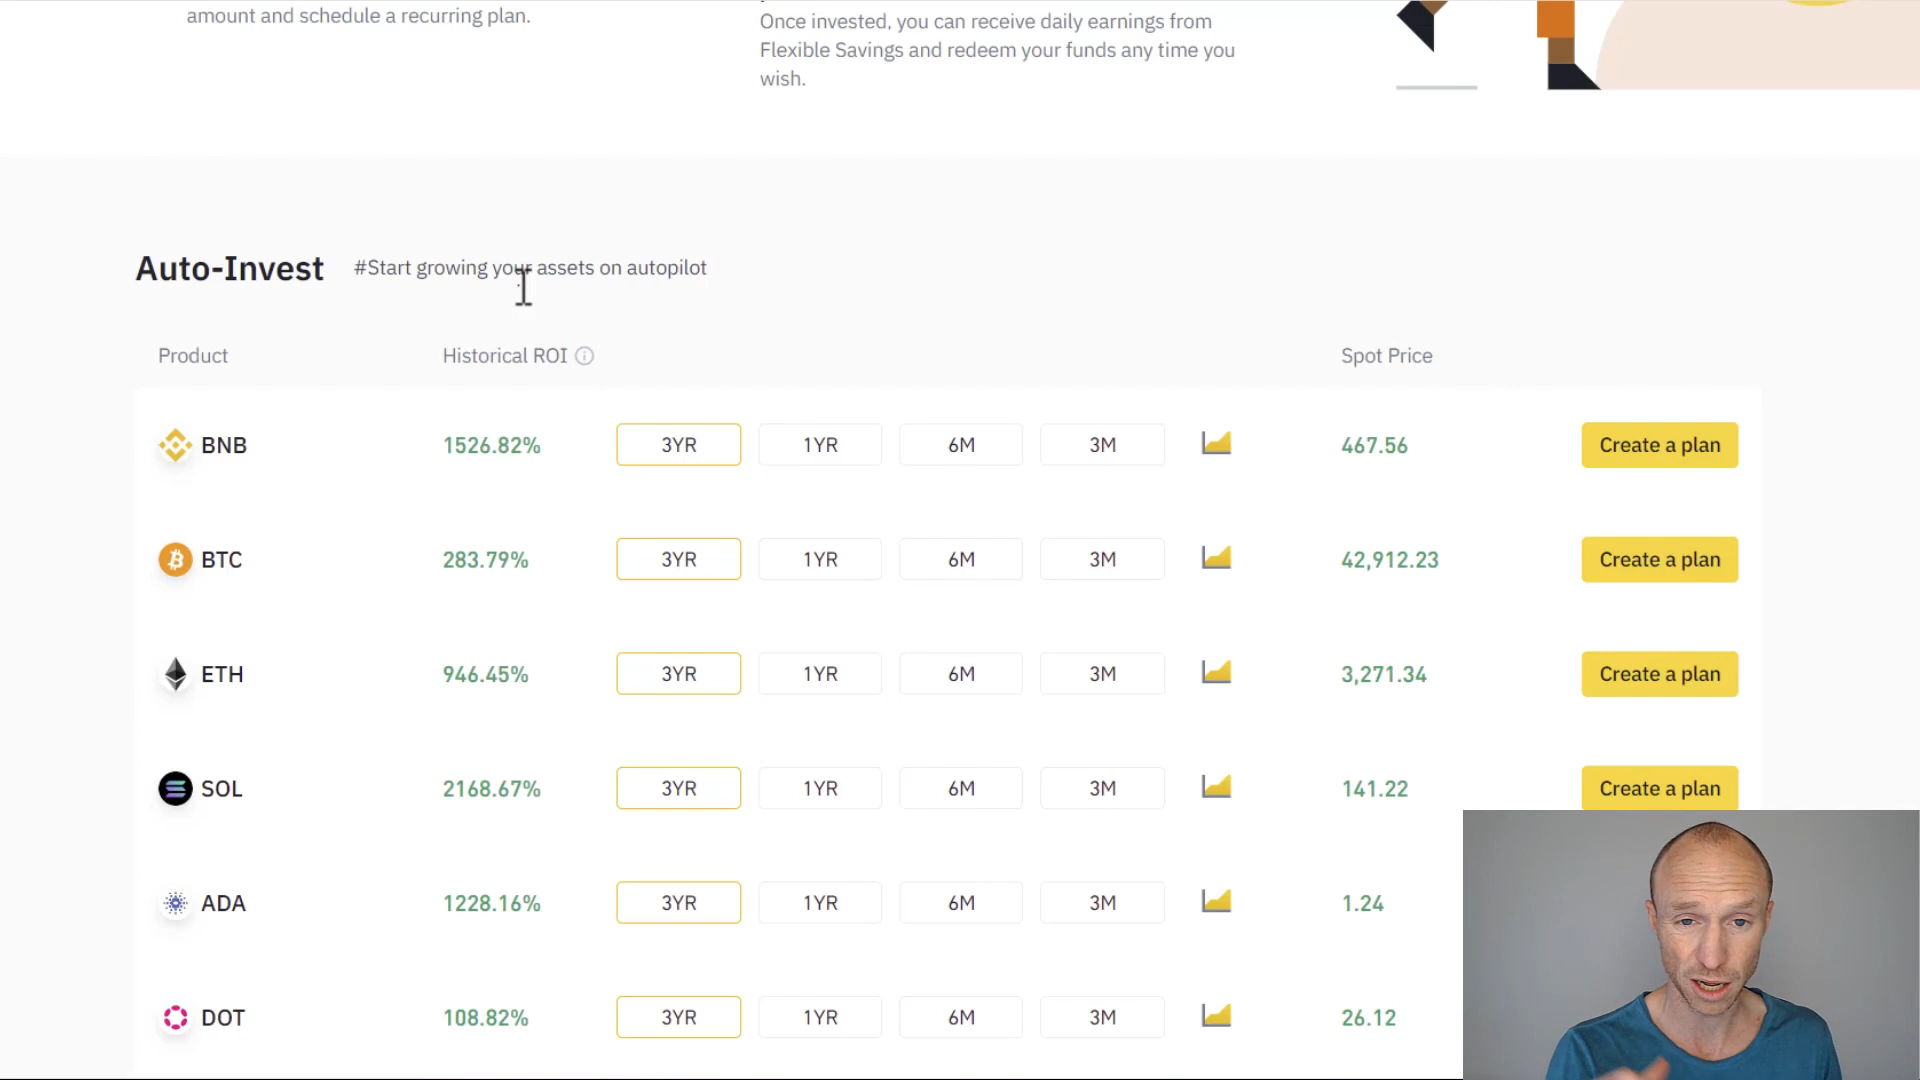 amount and schedule a recurring plan.
Once invested, you can receive daily earnings from
Flexible Savings and redeem your funds any time you
wish.
Auto-Invest #Start growing your assets on autopilot
Product Historical ROI Spot Price
BNB 1526.82% 3YR 1YR 6M 3M 467.56 Create a plan
BTC 283.79% 3YR 1YR 6M 3M 42,912.23 Create a plan
ETH 946.45% 3YR 1YR 6M 3M 3,271.34 Create a plan
SOL 2168.67% 3YR 1YR 6M 3M 141.22 Create a plan
ADA 1228.16% 3YR 1YR 6M 3M 1.24
DOT 108.82% 3YR 1YR 6M 3M 26.12